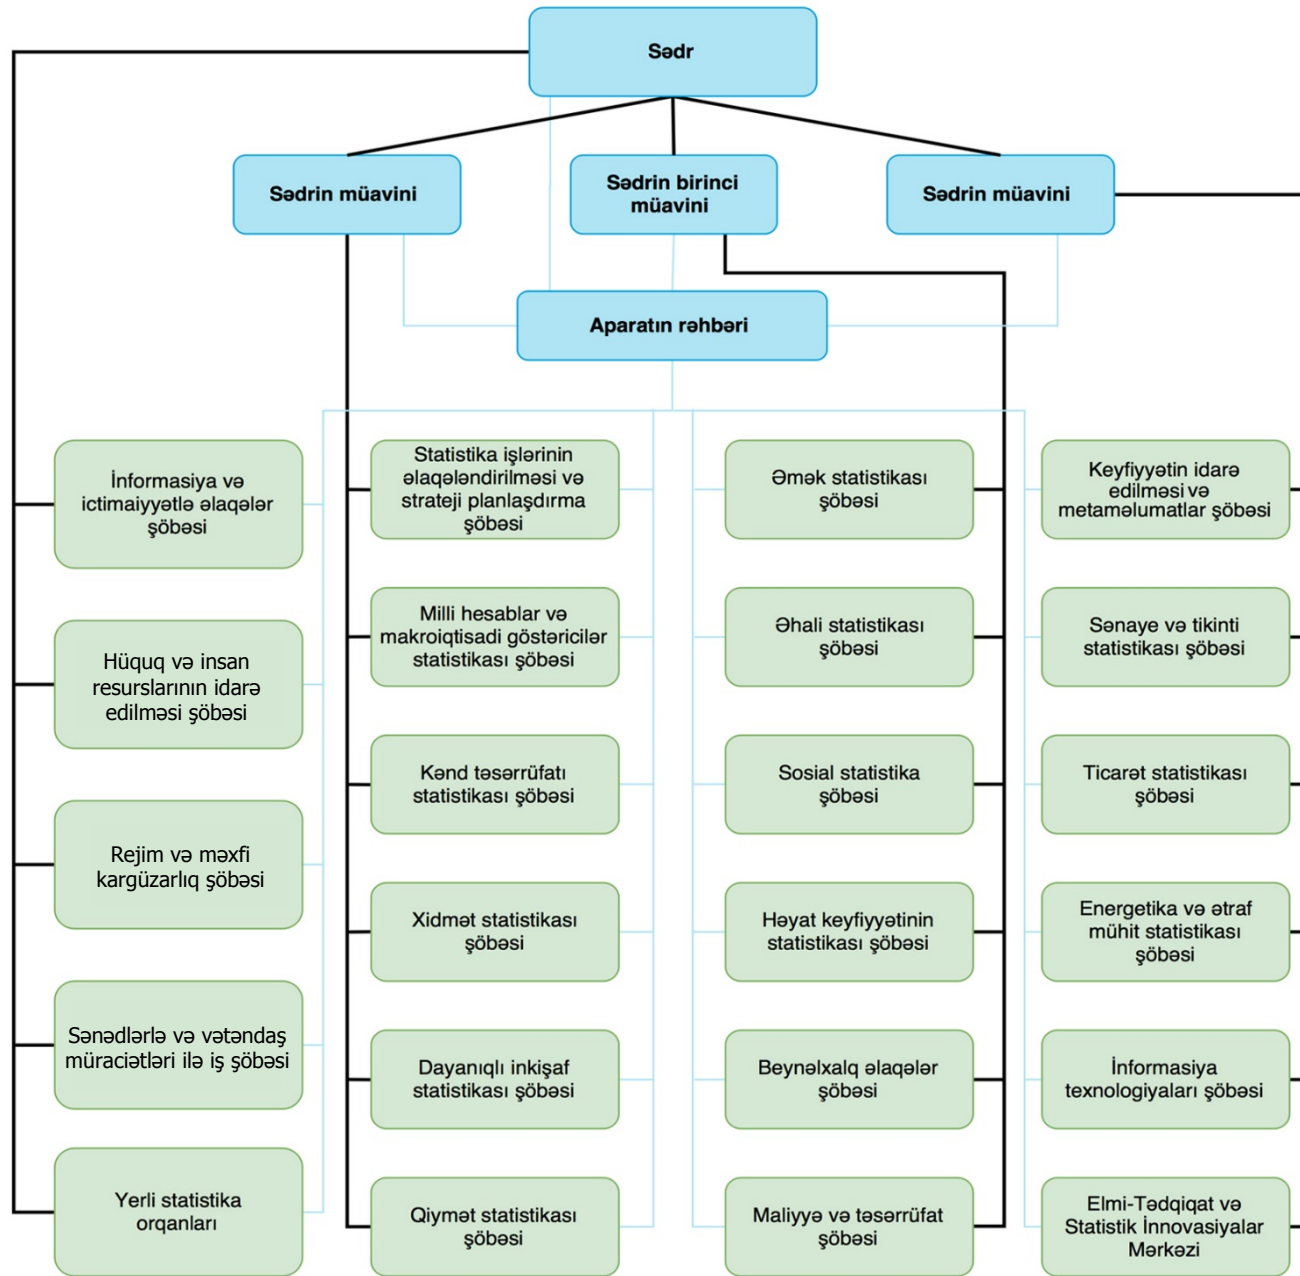 Sədr
Sədrin müavini
Sədrin birinci
müavini
Sədrin müavini
Aparatın rəhbəri
İnformasiya və
ictimaiyyətlə əlaqələr
şöbəsi
Hüquq və insan
resurslarının idarə
edilməsi şöbəsi
Rejim və məxfi
kargüzarlıq şöbəsi
Sənədlərlə və vətəndaş
müraciətləri ilə iş şöbəsi
Yerli statistika
orqanları
Statistika işlərinin
əlaqələndirilməsi və
strateji planlaşdırma
şöbəsi
Milli hesablar və
makroiqtisadi göstəricilər
statistikası şöbəsi
Kənd təsərrüfatı
statistikası şöbəsi
Xidmət statistikası
şöbəsi
Dayanıqlı inkişaf
statistikası şöbəsi
Qiymət statistikası
şöbəsi
Əmək statistikası
şöbəsi
Əhali statistikası
şöbəsi
Sosial statistika
şöbəsi
Həyat keyfiyyətinin
statistikası şöbəsi
Beynəlxalq əlaqələr
şöbəsi
Maliyyə və təsərrüfat
şöbəsi
Keyfiyyətin idarə
edilməsi və
metaməlumatlar şöbəsi
Sənaye və tikinti
statistikası şöbəsi
Ticarət statistikası
şöbəsi
Energetika və ətraf
mühit statistikası
şöbəsi
İnformasiya
texnologiyaları şöbəsi
Elmi-Tədqiqat və
Statistik İnnovasiyalar
Mərkəzi